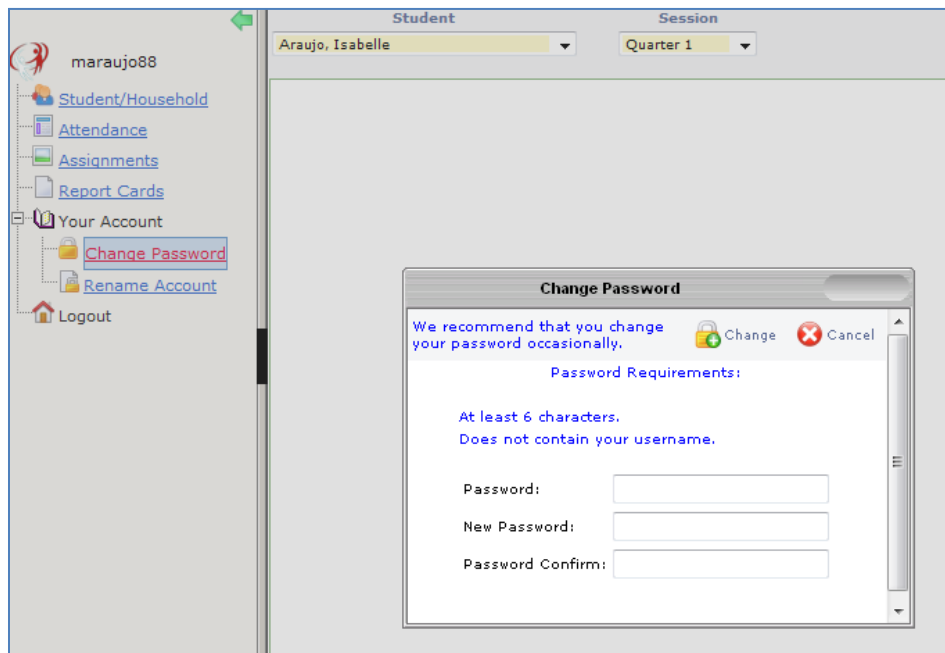 Student
Session
Araujo, Isabelle
Quarter 1
maraujo88
Student/Household
Attendance
Assignments
Report Cards
Your Account
Change Password
Rename Account
Logout
Change Password
We recommend that you change
your password occasionally.
Change
Cancel
Password Requirements:
At least 6 characters.
Does not contain your username.
Password:
New Password:
Password Confirm: